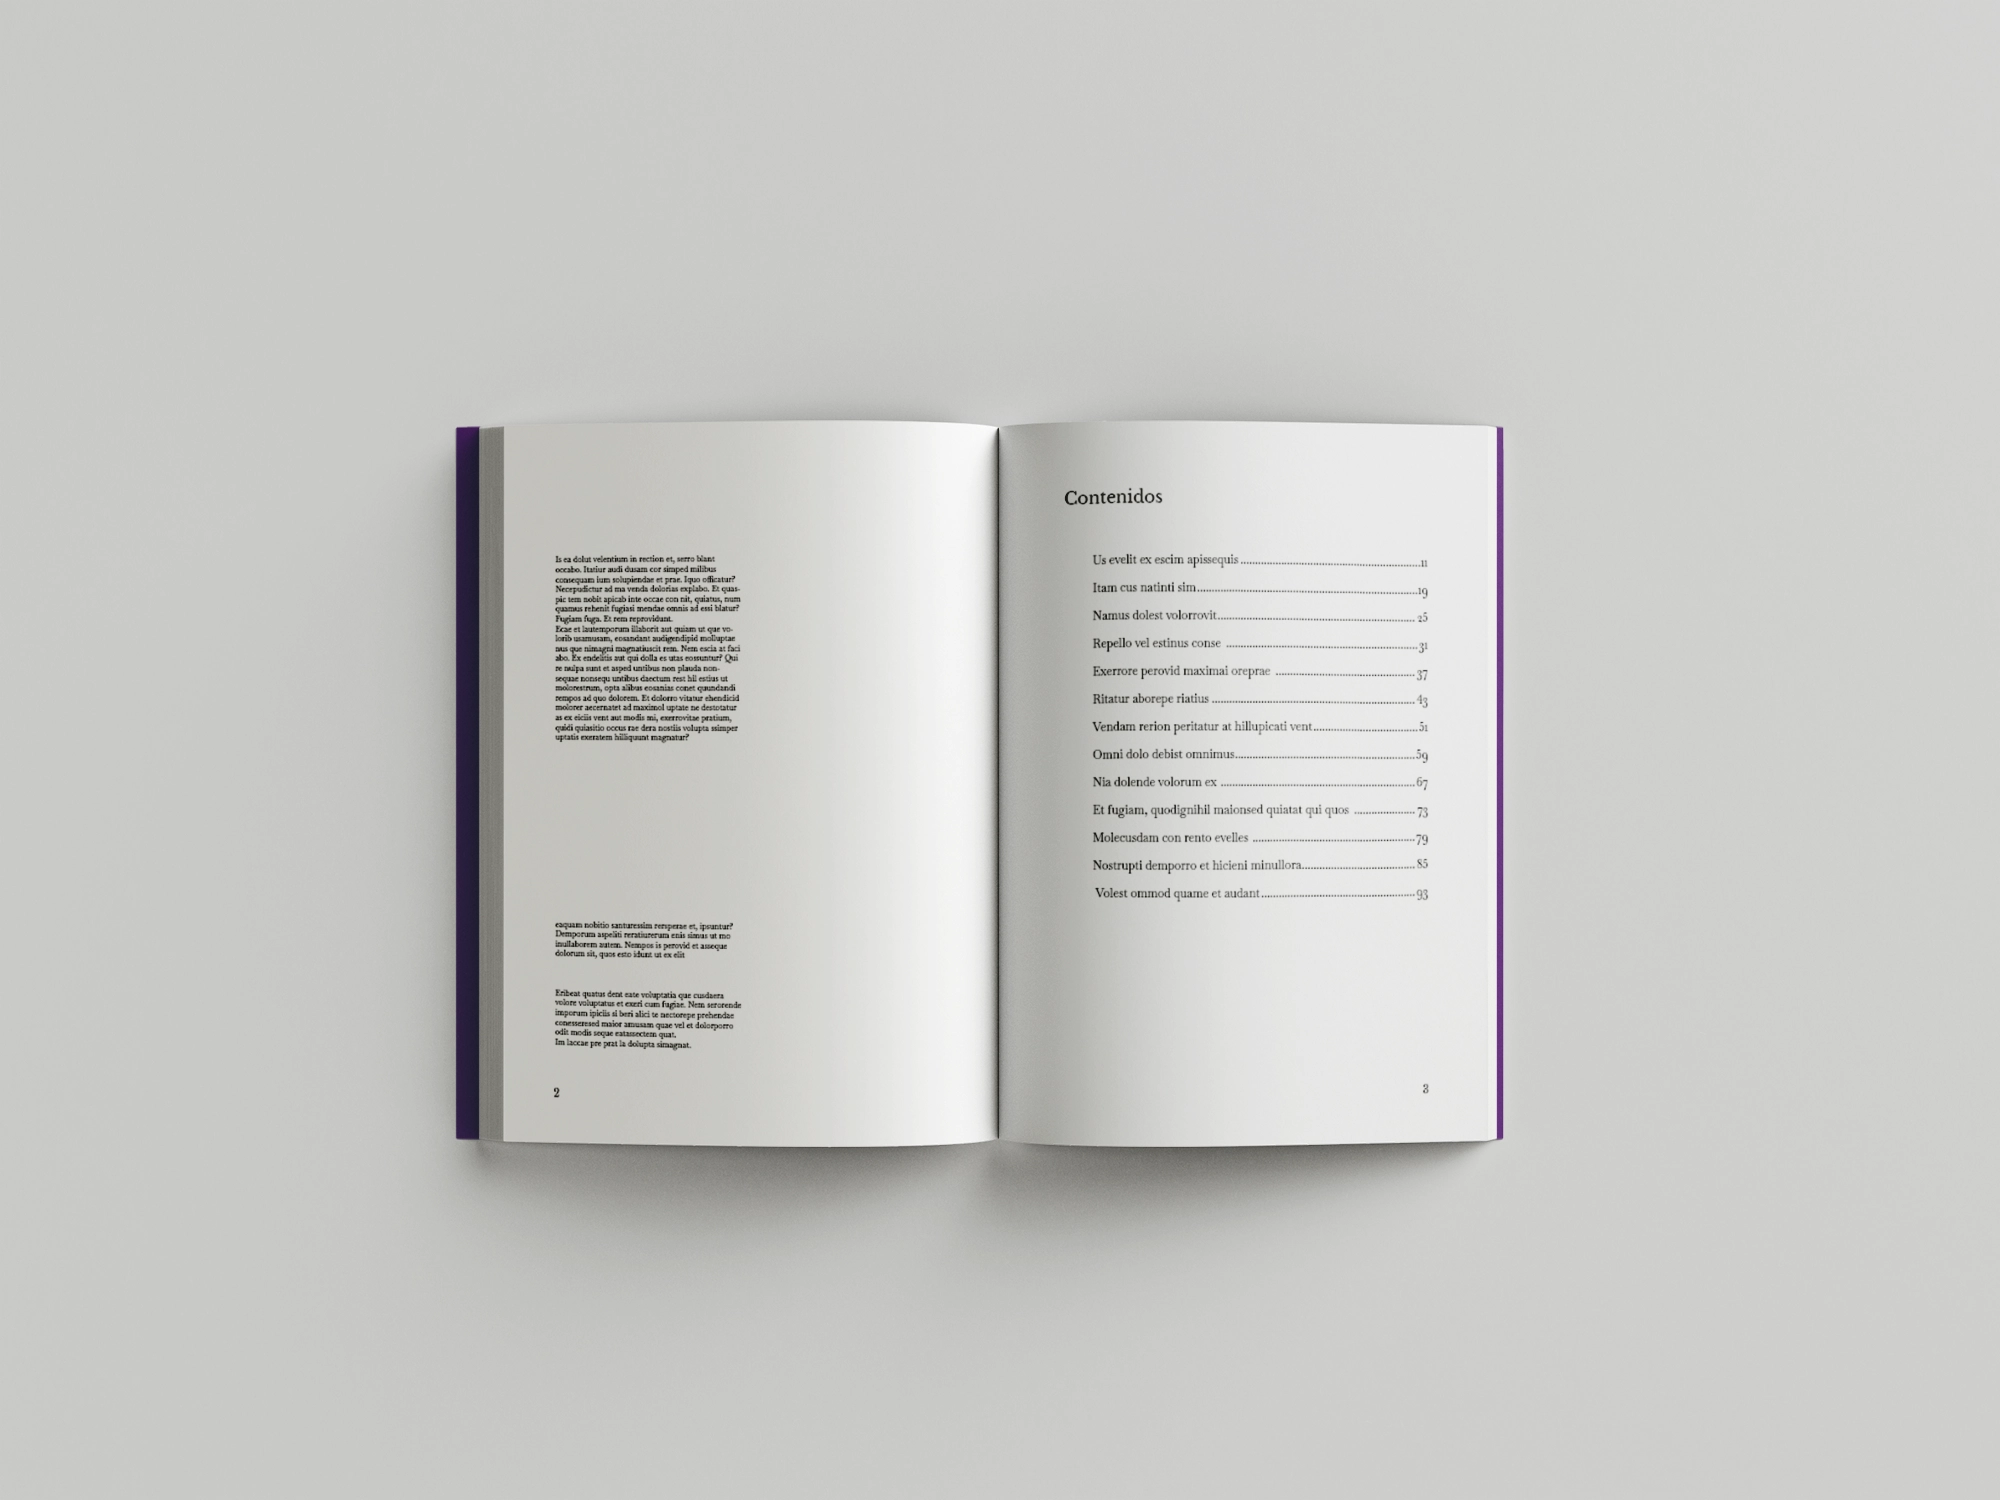 Is ea dolut velentium in rection et, serro blant
occabo. Itatiur audi dusam cor simped milibus
consequam ium solupiendae et prae. Iquo officatur?
Necepudictur ad ma venda dolorias explabo. Et quas-
pic tem nobit apicab inte occae con nit, quiatus, num
quamus rehenit fugiasi mendae omnis ad essi blatur?
Fugiam fuga. Et rem reprovidunt.
Ecae et lautemporum illaborit aut quiam ut que vo-
lorib usamusam, eosandant audigendipid molluptae
nus que nimagni magnatiuscit rem. Nem escia at faci
abo. Ex endelitis aut qui dolla es utas eossuntur? Qui
re nulpa sunt et asped untibus non plauda non-
sequae nonsequ untibus daectum rest hil estius ut
molorestrum, opta alibus eosanias conet quundandi
rempos ad quo dolorem. Et dolorro vitatur ehendicid
molorer aecernatet ad maximol uptate ne destotatur
as ex eiciis vent aut modis mi, exerrovitae pratium,
quidi quiasitio occus rae dera nostiis volupta ssimper
uptatis exeratem hilliquunt magnatur?
eaquam nobitio santuressim remperae et, ipsuntur?
Demporum aspeliti reratiurerum enis simus ut mo
inullaborem autem. Nempos is perovid et asseque
dolorum sit, quos esto idunt ut ex elit
Eribeat quatus dent eate voluptatia que cusdaera
volore voluptatus et exeri cum fugiae. Nem serorende
imporum ipiciis si beri alici te nectorepe prehendae
conesseresed maior amusam quae vel et dolorporro
odit modis seque eatassectem quat.
Im laccae pre prat la dolupta simagnat.
2
Contenidos
Us evelit ex escim apissequis 11
Itam cus natinti sim 19
Namus dolest volorrovit 25
Repello vel estinus conse 31
Exerrore perovid maximai oreprae 37
Ritatur aborepe riatius 43
Vendam rerion peritatur at hillupicati vent 51
Omni dolo debist omnimus 59
Nia dolende volorum ex 67
Et fugiam, quodignihil maionsed quiatat qui quos 73
Molecusdam con rento evelles 79
Nostrupti demporro et hicieni minullora 85
Volest ommod quame et audant 93
3